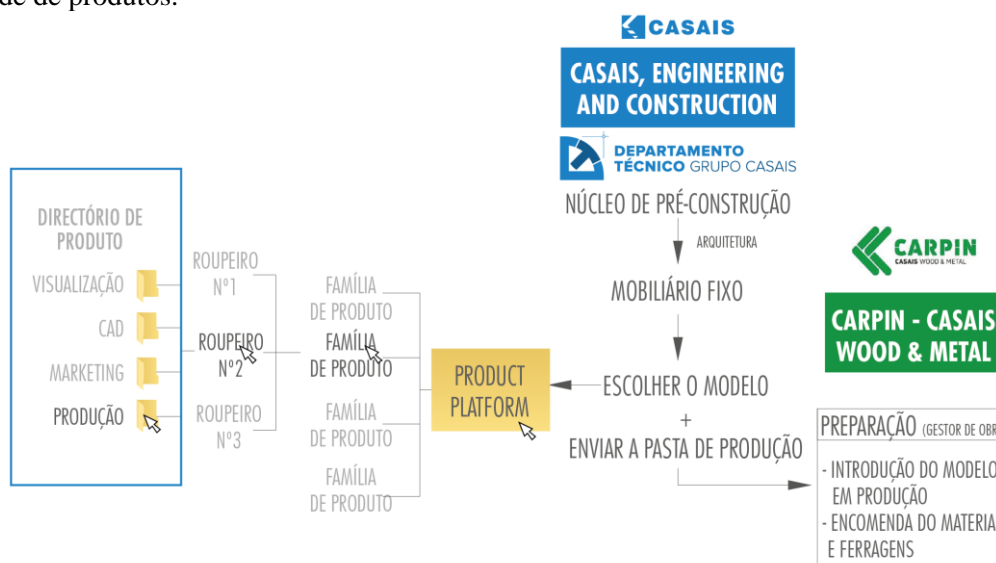 de de produtos.
CASAIS
CASAIS, ENGINEERING
AND CONSTRUCTION
DEPARTAMENTO
TÉCNICO GRUPO CASAIS
NÚCLEO DE PRÉ-CONSTRUÇÃO
ARQUITETURA
MOBILIÁRIO FIXO
ESCOLHER O MODELO
+
ENVIAR A PASTA DE PRODUÇÃO
DIRECTÓRIO DE
PRODUTO
VISUALIZAÇÃO
CAD
MARKETING
PRODUÇÃO
ROUPEIRO
Nº1
ROUPEIRO
Nº2
ROUPEIRO
Nº3
FAMÍLIA
DE PRODUTO
FAMÍLIA
DE PRODUTO
FAMÍLIA
DE PRODUTO
FAMÍLIA
DE PRODUTO
PRODUCT
PLATFORM
CARPIN
CASAIS WOOD & METAL
CARPIN - CASAIS
WOOD & METAL
PREPARAÇÃO (GESTOR DE OBR
- INTRODUÇÃO DO MODELO
EM PRODUÇÃO
- ENCOMENDA DO MATERIA
E FERRAGENS